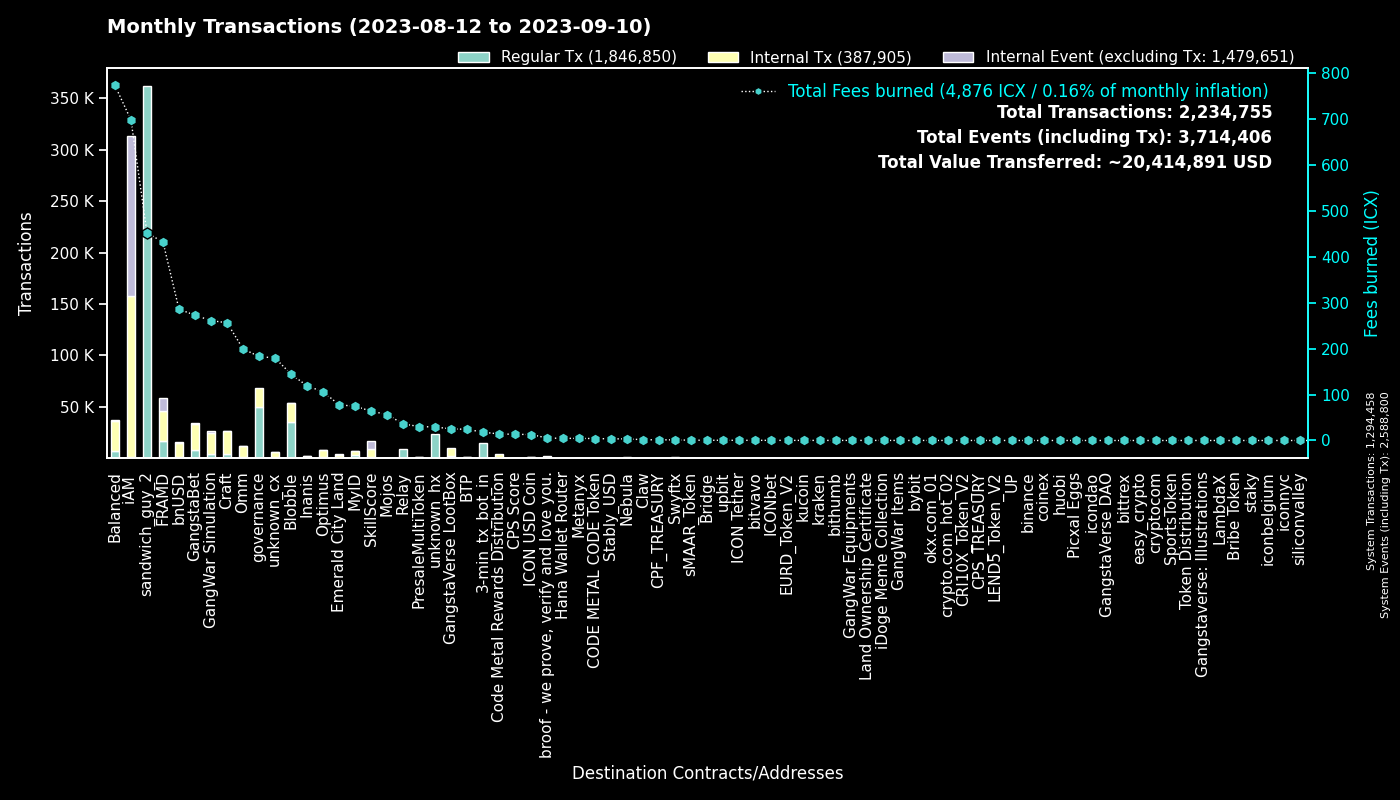 Monthly Transactions (2023-08-12 to 2023-09-10)
Regular Tx (1,846,850)
Internal Tx (387,905)
Internal Event (excluding Tx: 1,479,651)
Total Fees burned (4,876 ICX / 0.16% of monthly inflation)
Total Transactions: 2,234,755
Total Events (including Tx): 3,714,406
Total Value Transferred: ~20,414,891 USD
Transactions
350 K
300 K
250 K
200 K
150 K
100 K
50 K
800
700
600
500
400
300
200
100
0
Fees burned (ICX)
System Transactions: 1,294,458
System Events (including Tx): 2,588,800
Balanced
IAM
sandwich_guy_2
FRAMD
bnUSD
GangstaBet
GangWar Simulation
Craft
Omm
governance
unknown_cx
Blobble
Inanis
Optimus
Emerald City Land
MyID
SkillScore
Mojos
Relay
PresaleMultiToken
unknown_hx
GangstaVerse LootBox
BTP
3-min_tx_bot_in
Code Metal Rewards Distribution
CPS Score
ICON USD Coin
broof - we prove, verify and love you.
Hana Wallet Router
Metanyx
CODE METAL CODE Token
Stably_USD
Nebula
Claw
CPF_TREASURY
Swyftx
sMAAR_Token
Bridge
upbit
ICON Tether
bitvavo
ICONbet
EURD_Token_V2
kucoin
kraken
bithumb
GangWar Equipments
Land Ownership Certificate
iDoge Meme Collection
GangWar Items
bybit
okx.com_01
crypto.com_hot_02
CRI10X_Token_V2
CPS_TREASURY
LEND5_Token_V2
UP
binance
coinex
huobi
Picxal Eggs
icondao
GangstaVerse DAO
bittrex
easy_crypto
cryptocom
SportsToken
Token Distribution
Gangstaverse: Illustrations
LambdaX
Bribe Token
staky
iconbelgium
iconnyc
siliconvalley
Destination Contracts/Addresses